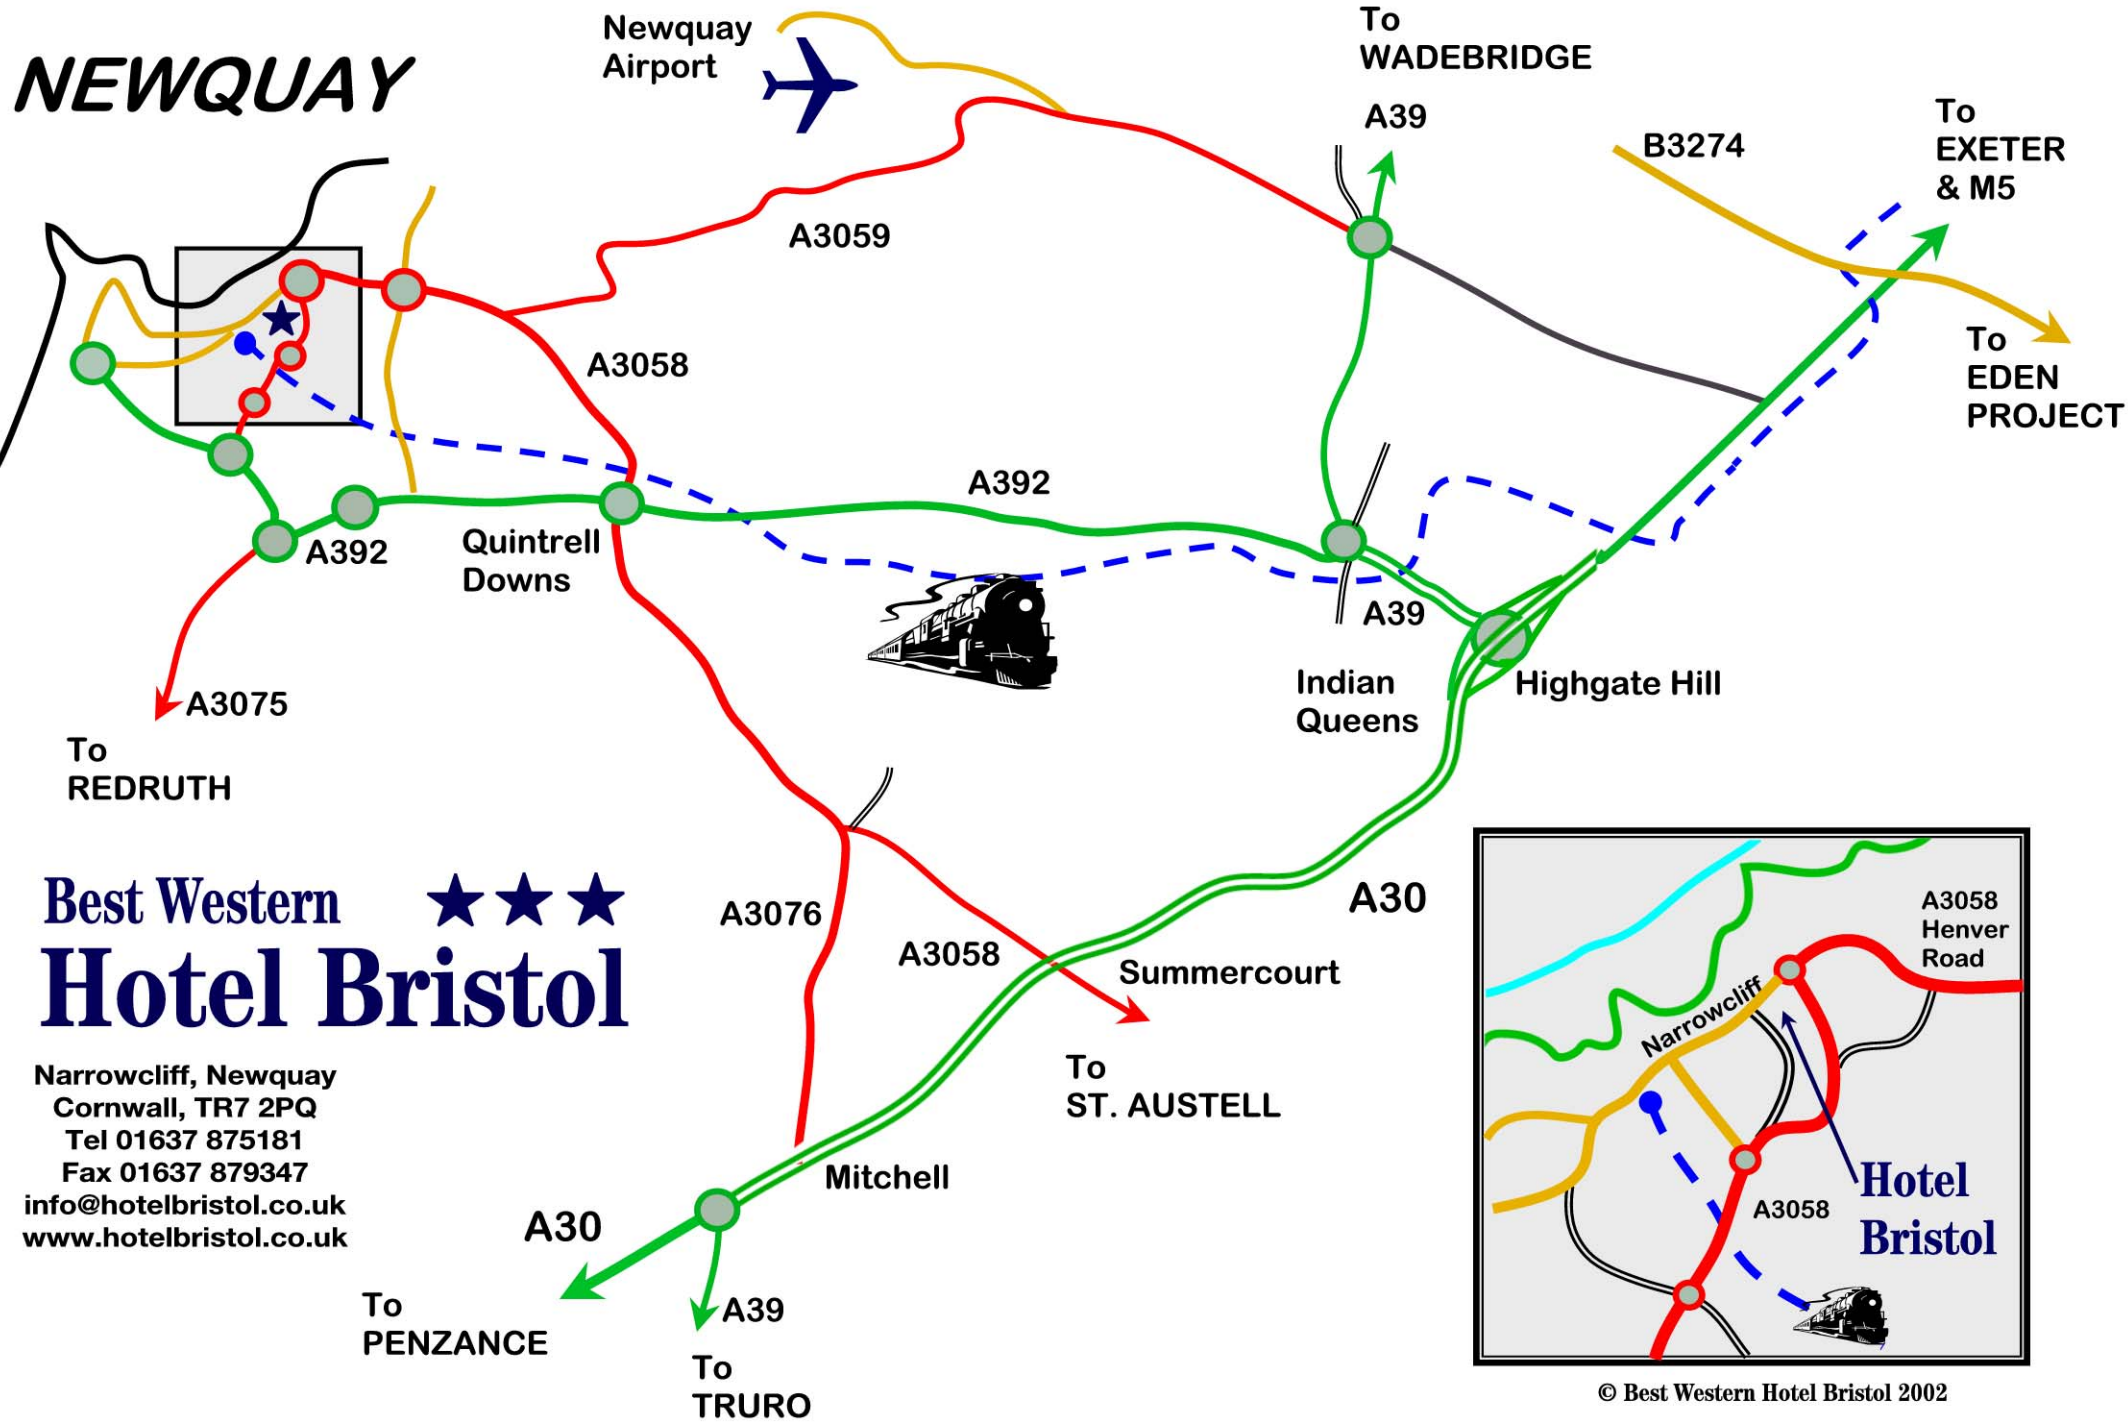 NEWQUAY
Newquay
Airport
To
WADEBRIDGE
A39
B3274
To
EXETER
& M5
A3059
To
EDEN
PROJECT
A3058
A392
Quintrell
Downs
A392
A39
Indian
Queens
Highgate Hill
A3075
To
REDRUTH
Best Western
Hotel Bristol
Narrowcliff, Newquay
Cornwall, TR7 2PQ
Tel 01637 875181
Fax 01637 879347
info@hotelbristol.co.uk
www.hotelbristol.co.uk
A3076
A3058
A30
Summercourt
To
ST. AUSTELL
Mitchell
A30
To
PENZANCE
A39
To
TRURO
A3058
Henver
Road
Narrowcliff
A3058
Hotel
Bristol
© Best Western Hotel Bristol 2002